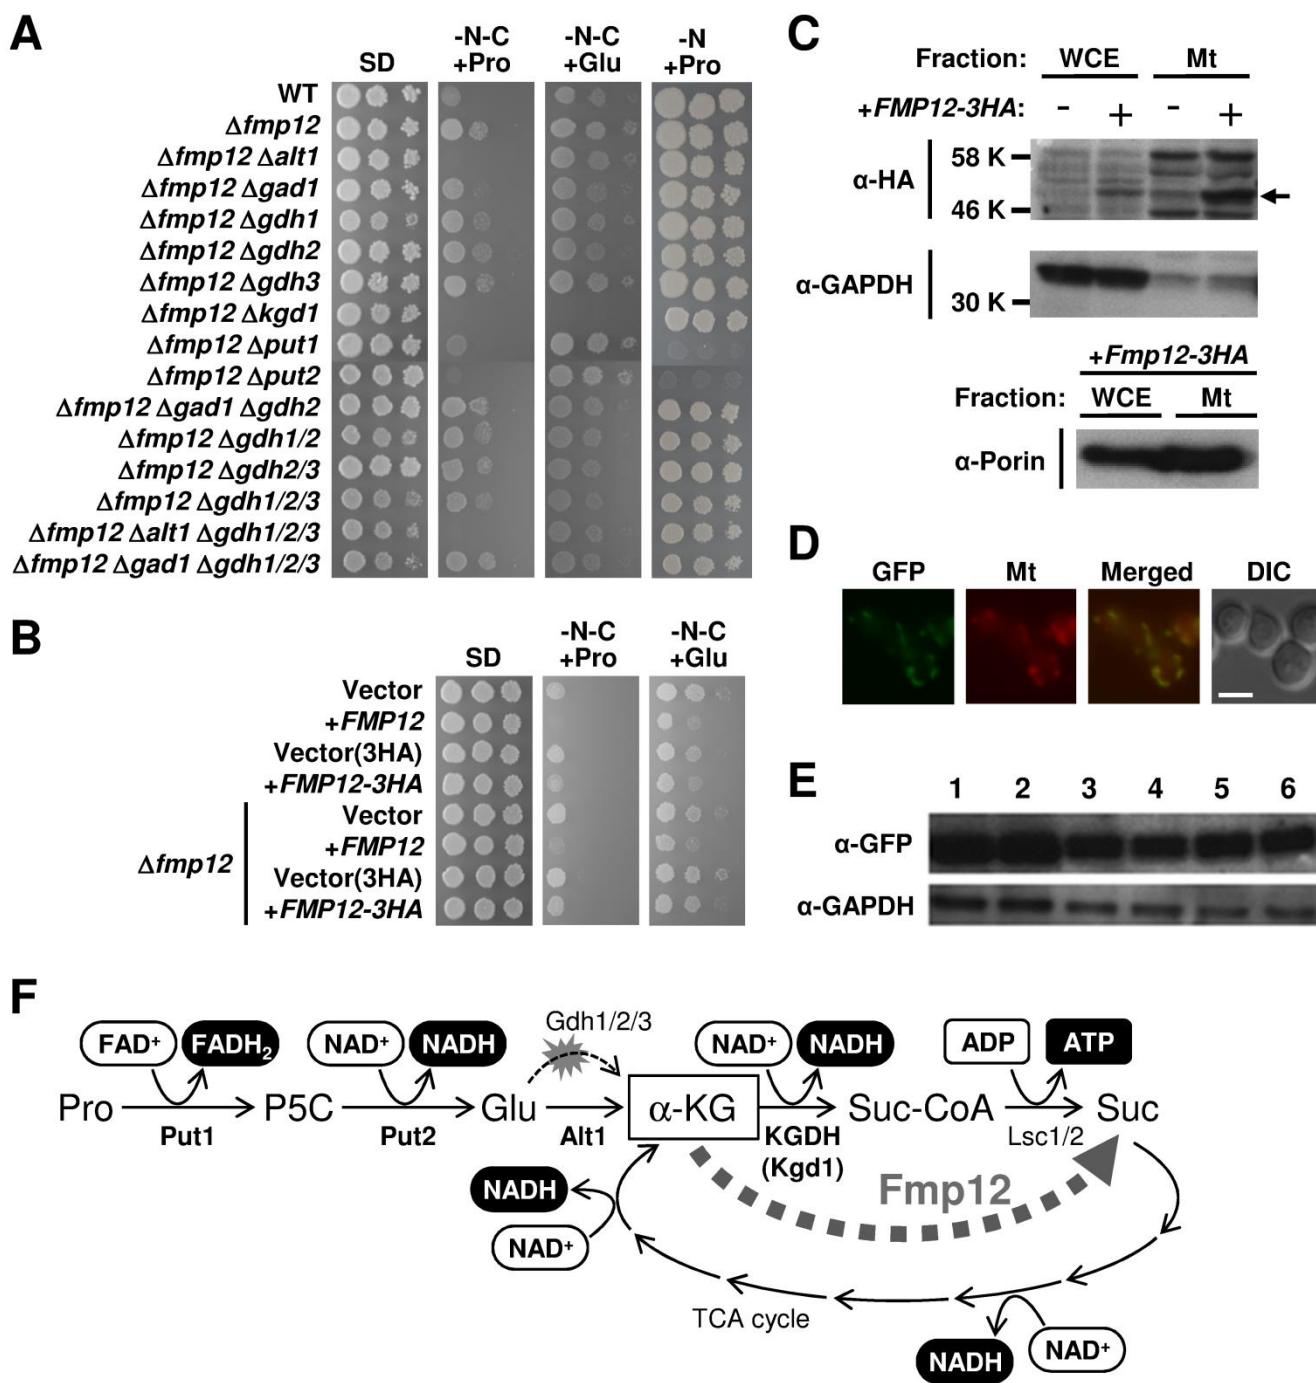 A
-N-C -N-C -N
SD +Pro +Glu +Pro
WT
Δfmp12
Δfmp12 Δalt1
Δfmp12 Δgad1
Δfmp12 Δgdh1
Δfmp12 Δgdh2
Δfmp12 Δgdh3
Δfmp12 Δkgd1
Δfmp12 Δput1
Δfmp12 Δput2
Δfmp12 Δgad1 Δgdh2
Δfmp12 Δgdh1/2
Δfmp12 Δgdh2/3
Δfmp12 Δgdh1/2/3
Δfmp12 Δalt1 Δgdh1/2/3
Δfmp12 Δgad1 Δgdh1/2/3
B
-N-C -N-C
SD +Pro +Glu
Vector
+FMP12
Vector(3HA)
+FMP12-3HA
Δfmp12
Vector
+FMP12
Vector(3HA)
+FMP12-3HA
C
Fraction: WCE Mt
+FMP12-3HA: - + - +
α-HA
58 K
46 K
α-GAPDH
30 K
+Fmp12-3HA
Fraction: WCE Mt
α-Porin
D
GFP Mt Merged DIC
E
1 2 3 4 5 6
α-GFP
α-GAPDH
F
FAD⁺ FADH₂ NAD⁺ NADH Gdh1/2/3 NAD⁺ NADH ADP ATP
Pro P5C Glu α-KG Suc-CoA Suc
Put1 Put2 Alt1 KGDH Lsc1/2
(Kgd1)
Fmp12
NADH
NAD⁺
TCA cycle
NADH NAD⁺